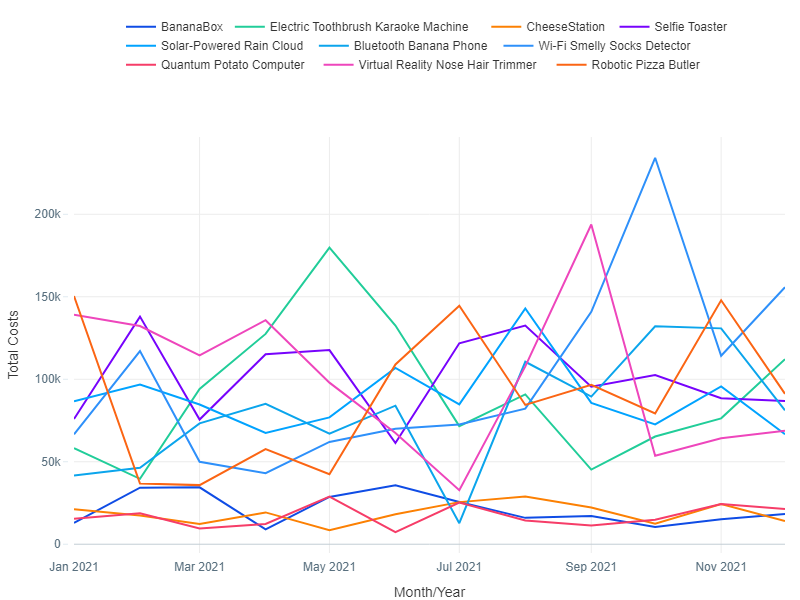 BananaBox Electric Toothbrush Karaoke Machine CheeseStation Selfie Toaster
Solar-Powered Rain Cloud Bluetooth Banana Phone Wi-Fi Smelly Socks Detector
Quantum Potato Computer Virtual Reality Nose Hair Trimmer Robotic Pizza Butler
Total Costs
200k
150k
100k
50k
0
Jan 2021 Mar 2021 May 2021 Jul 2021 Sep 2021 Nov 2021
Month/Year